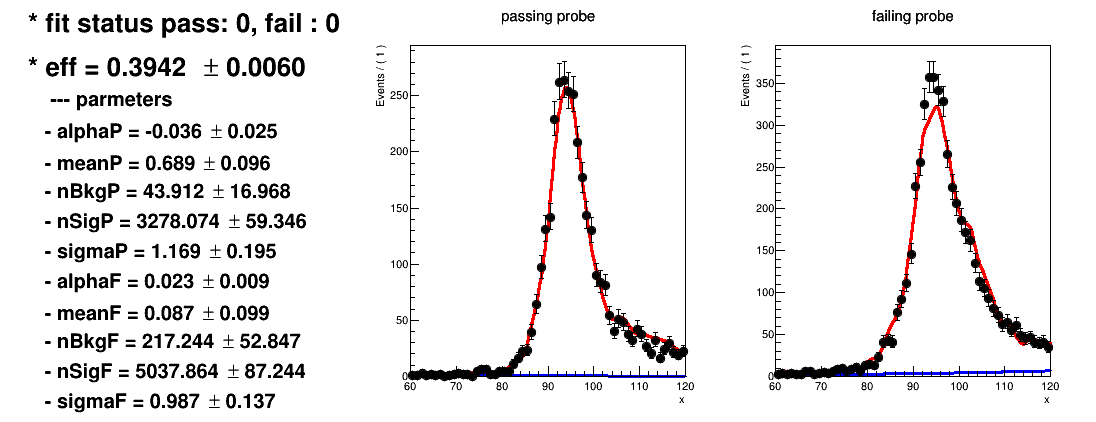 * fit status pass: 0, fail : 0
* eff = 0.3942 ± 0.0060
--- parmeters
- alphaP = -0.036 ± 0.025
- meanP = 0.689 ± 0.096
- nBkgP = 43.912 ± 16.968
- nSigP = 3278.074 ± 59.346
- sigmaP = 1.169 ± 0.195
- alphaF = 0.023 ± 0.009
- meanF = 0.087 ± 0.099
- nBkgF = 217.244 ± 52.847
- nSigF = 5037.864 ± 87.244
- sigmaF = 0.987 ± 0.137
passing probe
Events / ( 1 )
250
200
150
100
50
0
60 70 80 90 100 110 120
x
failing probe
Events / ( 1 )
350
300
250
200
150
100
50
0
60 70 80 90 100 110 120
x